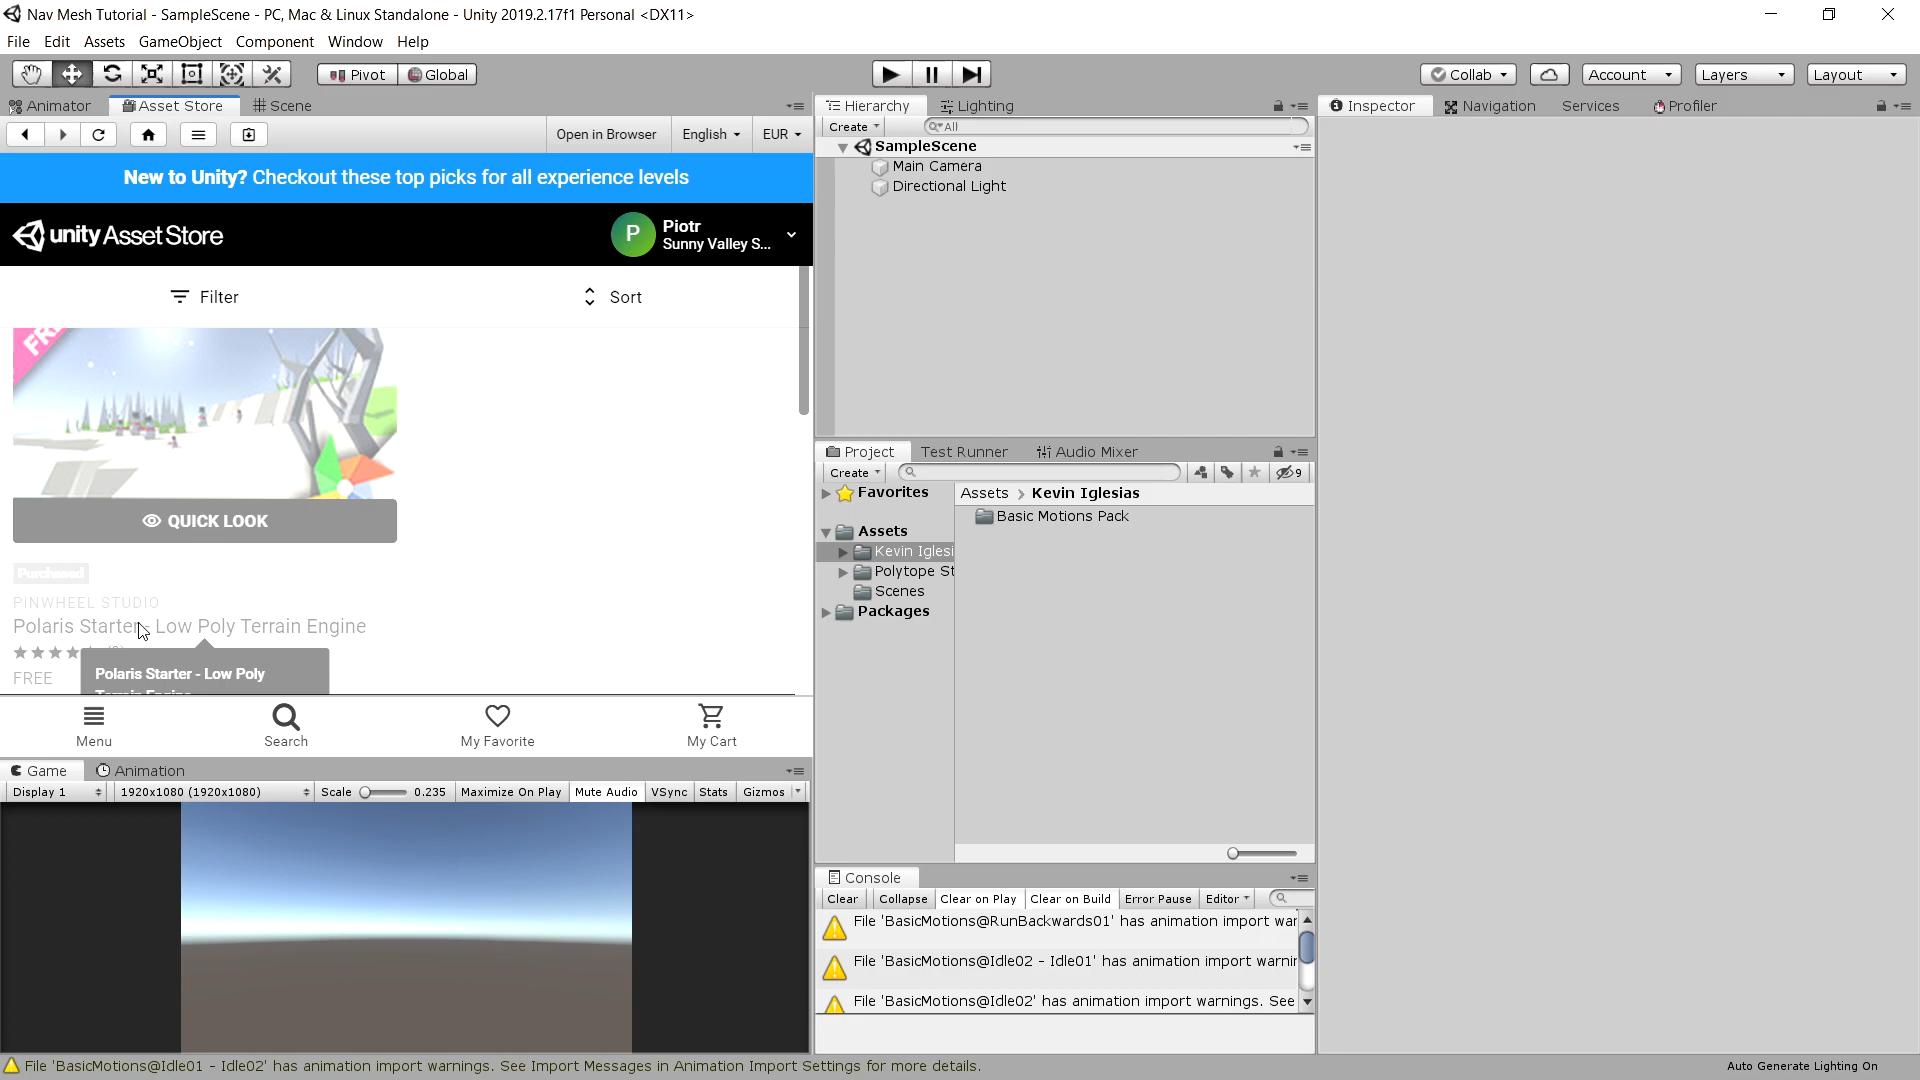 Nav Mesh Tutorial - SampleScene - PC, Mac & Linux Standalone - Unity 2019.2.17f1 Personal <DX11>
File Edit Assets GameObject Component Window Help
Pivot Global Collab Account Layers Layout
Animator Asset Store Scene
Open in Browser English EUR
New to Unity? Checkout these top picks for all experience levels
unity Asset Store
P
Piotr
Sunny Valley S...
Filter Sort
QUICK LOOK
Purchased
PINWHEEL STUDIO
Polaris Starter - Low Poly Terrain Engine
FREE
Polaris Starter - Low Poly
Menu Search My Favorite My Cart
Game Animation
Display 1 1920x1080 (1920x1080) Scale 0.235 Maximize On Play Mute Audio VSync Stats Gizmos
Hierarchy Lighting
Create All
SampleScene
Main Camera
Directional Light
Project Test Runner Audio Mixer
Create 9
Favorites
Assets
Kevin Iglesi
Polytope St
Scenes
Packages
Assets > Kevin Iglesias
Basic Motions Pack
Console
Clear Collapse Clear on Play Clear on Build Error Pause Editor
File 'BasicMotions@RunBackwards01' has animation import war
File 'BasicMotions@Idle02 - Idle01' has animation import warnin
File 'BasicMotions@Idle02' has animation import warnings. See
Inspector Navigation Services Profiler
File 'BasicMotions@Idle01 - Idle02' has animation import warnings. See Import Messages in Animation Import Settings for more details.
Auto Generate Lighting On